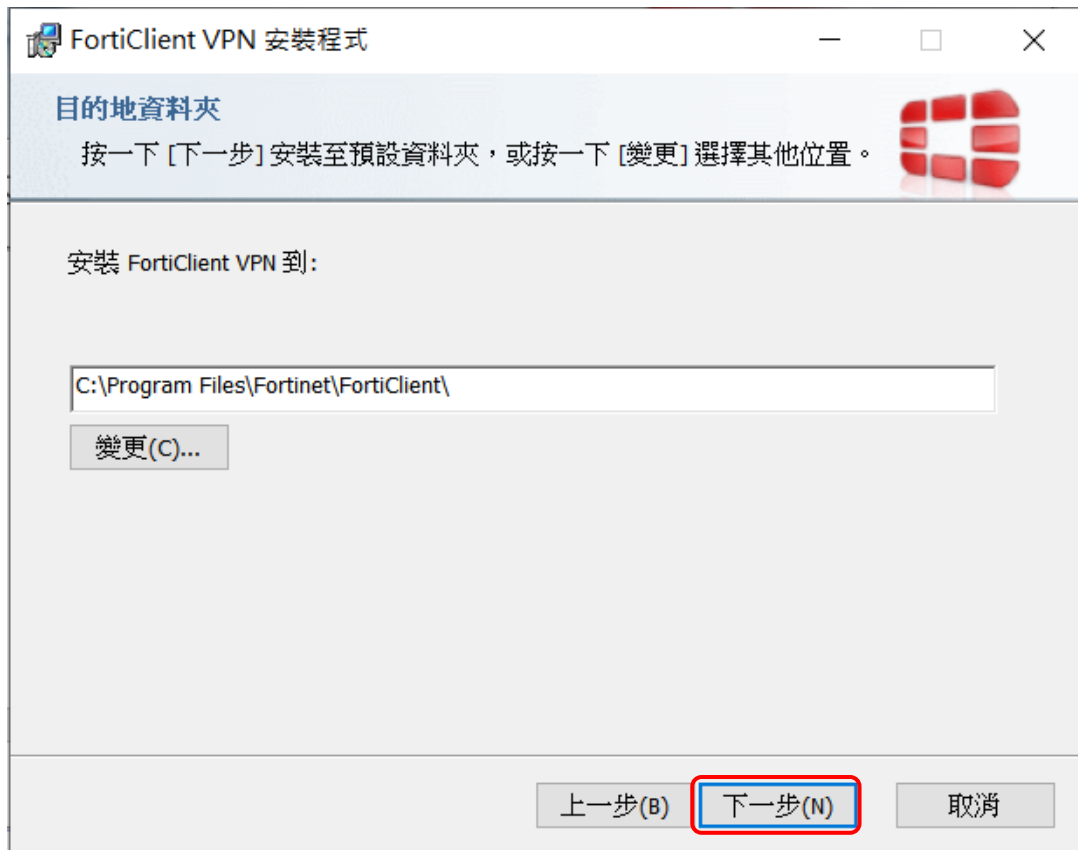 FortiClient VPN 安裝程式
目的地資料夾
按一下 [下一步] 安裝至預設資料夾，或按一下 [變更] 選擇其他位置。
安裝 FortiClient VPN 到:
C:\Program Files\Fortinet\FortiClient\
變更(C)...
上一步(B) 下一步(N) 取消